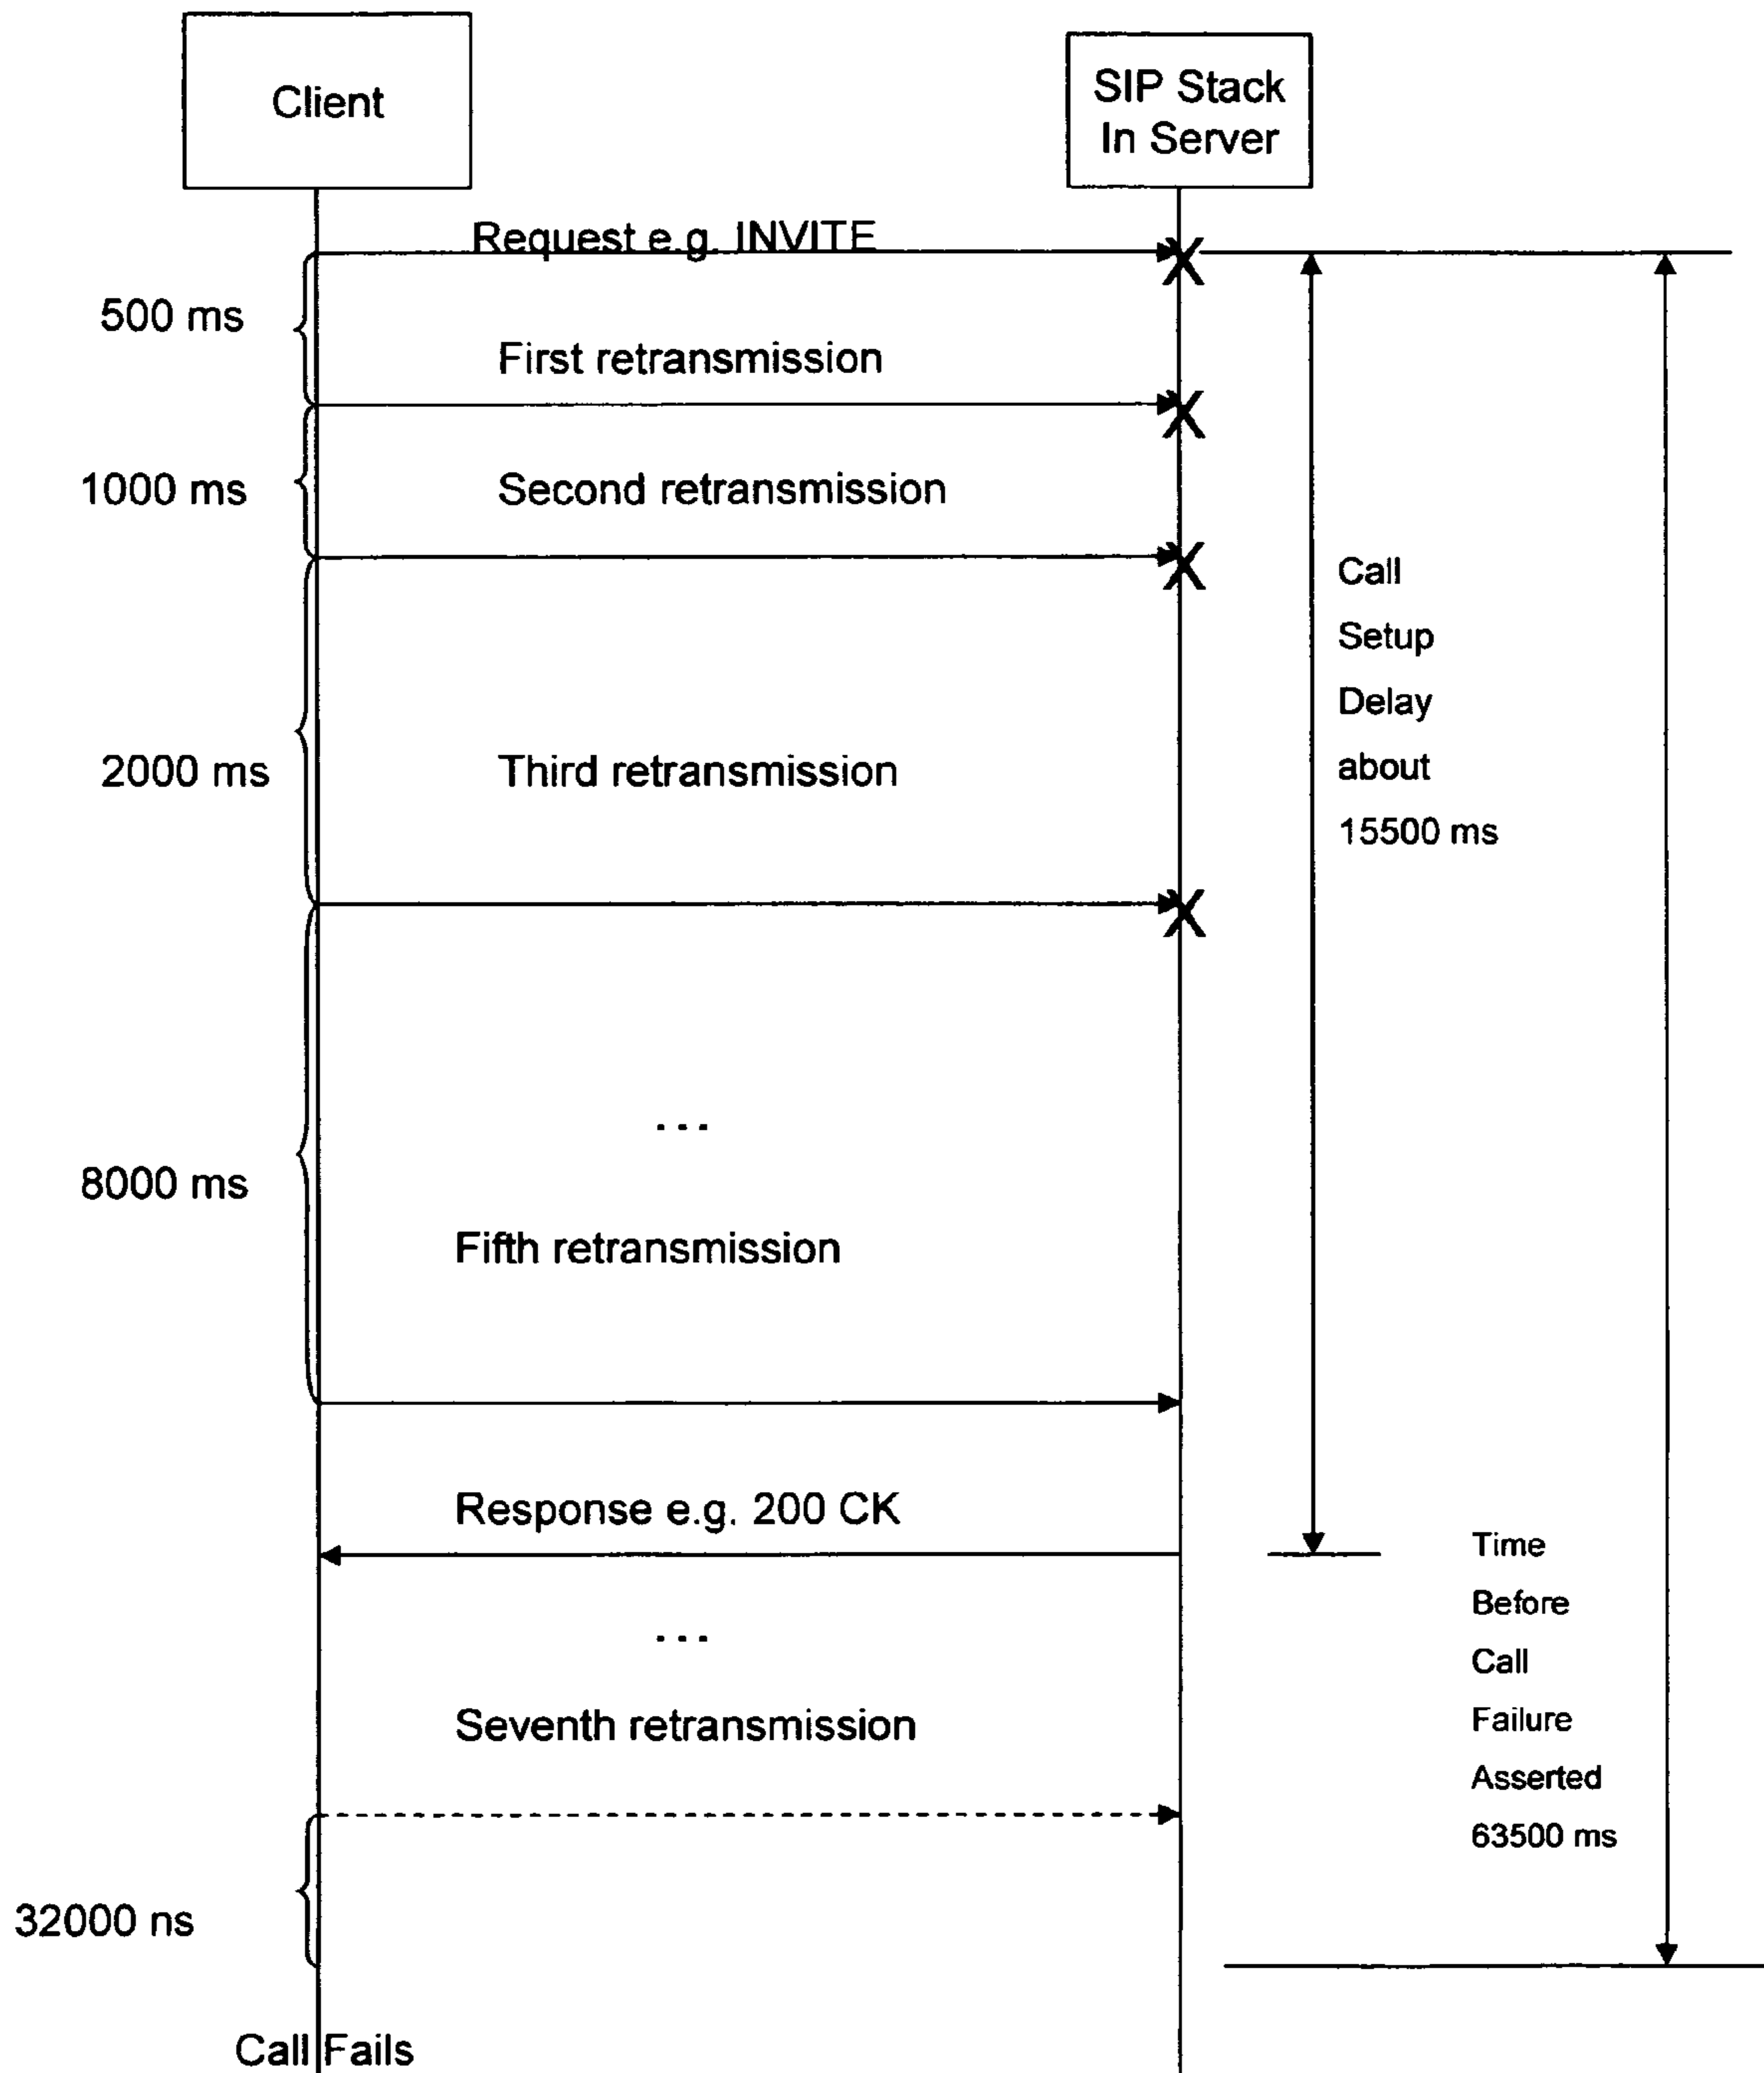 Client
SIP Stack
In Server
Request e.g. INVITE
X
500 ms
First retransmission
X
1000 ms
Second retransmission
X
Call
Setup
Delay
about
15500 ms
2000 ms
Third retransmission
X
...
8000 ms
Fifth retransmission
Response e.g. 200 CK
...
Seventh retransmission
Time
Before
Call
Failure
Asserted
63500 ms
32000 ns
Call Fails